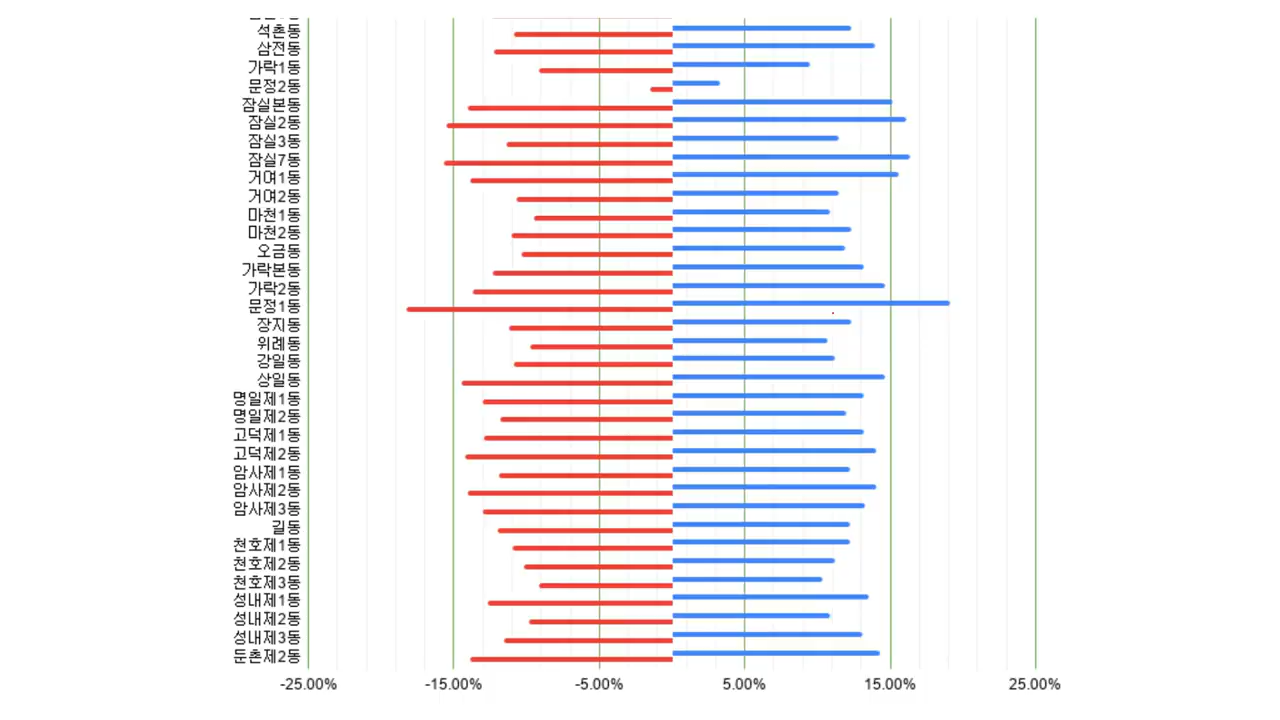 석촌동
삼전동
가락1동
문정2동
잠실본동
잠실2동
잠실3동
잠실7동
거여1동
거여2동
마천1동
마천2동
오금동
가락본동
가락2동
문정1동
장지동
위례동
강일동
상일동
명일제1동
명일제2동
고덕제1동
고덕제2동
암사제1동
암사제2동
암사제3동
길동
천호제1동
천호제2동
천호제3동
성내제1동
성내제2동
성내제3동
둔촌제2동
-25.00% -15.00% -5.00% 5.00% 15.00% 25.00%